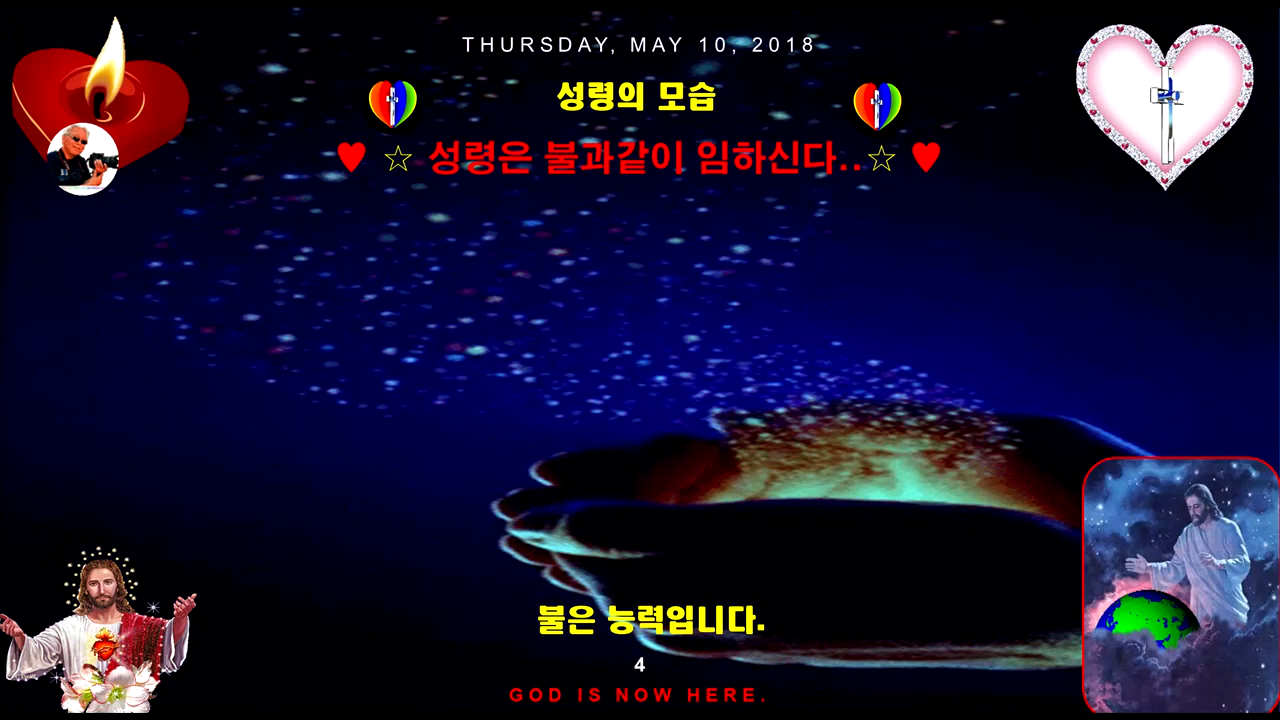 THURSDAY, MAY 10, 2018
성령의 모습
♥ ☆ 성령은 불과같이 임하신다..☆ ♥
불은 능력입니다.
4
GOD IS NOW HERE.